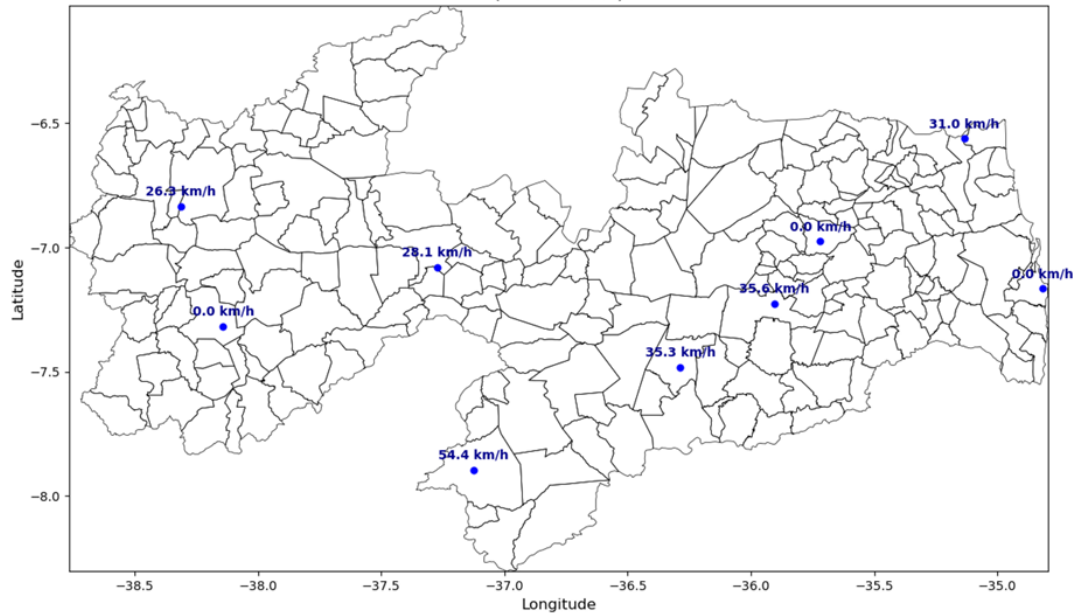 −6.5
−7.0
−7.5
−8.0
Latitude
31.0 km/h
26.3 km/h
0.0 km/h
28.1 km/h
0.0 km/h
35.6 km/h
0.0 km/h
35.3 km/h
54.4 km/h
−38.5
−38.0
−37.5
−37.0
−36.5
−36.0
−35.5
−35.0
Longitude